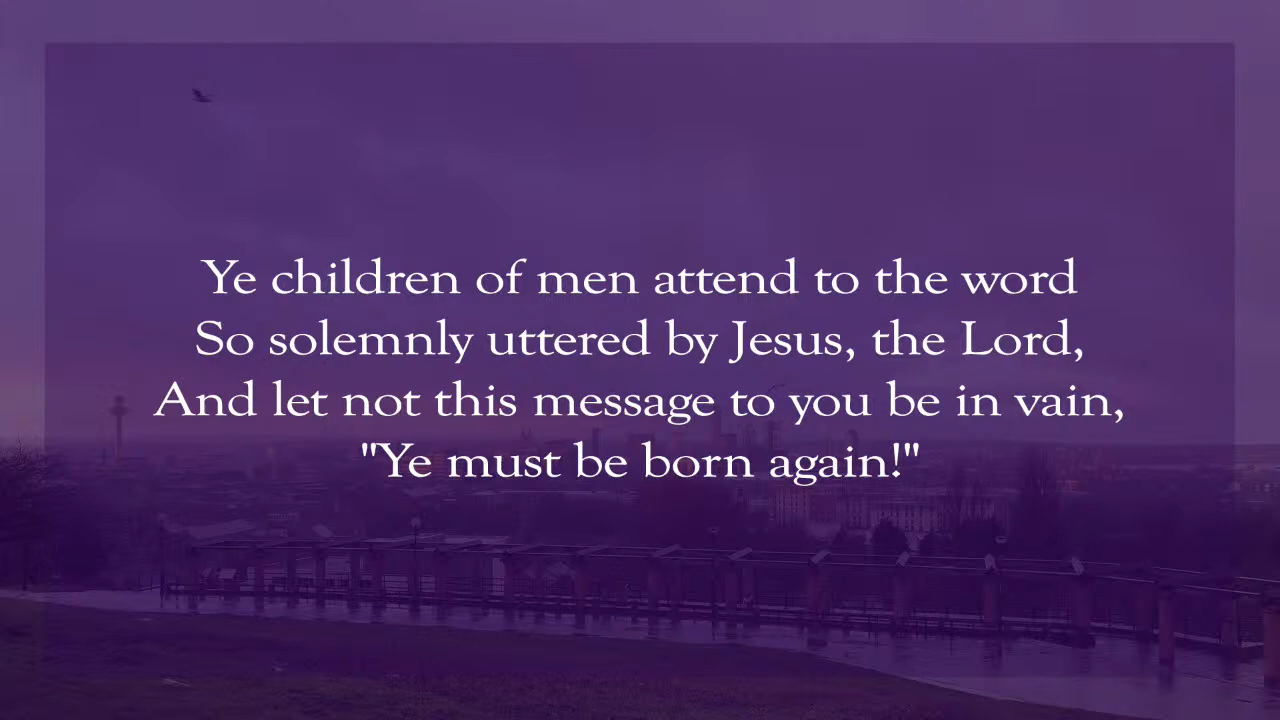 Ye children of men attend to the word
So solemnly uttered by Jesus, the Lord,
And let not this message to you be in vain,
"Ye must be born again!"